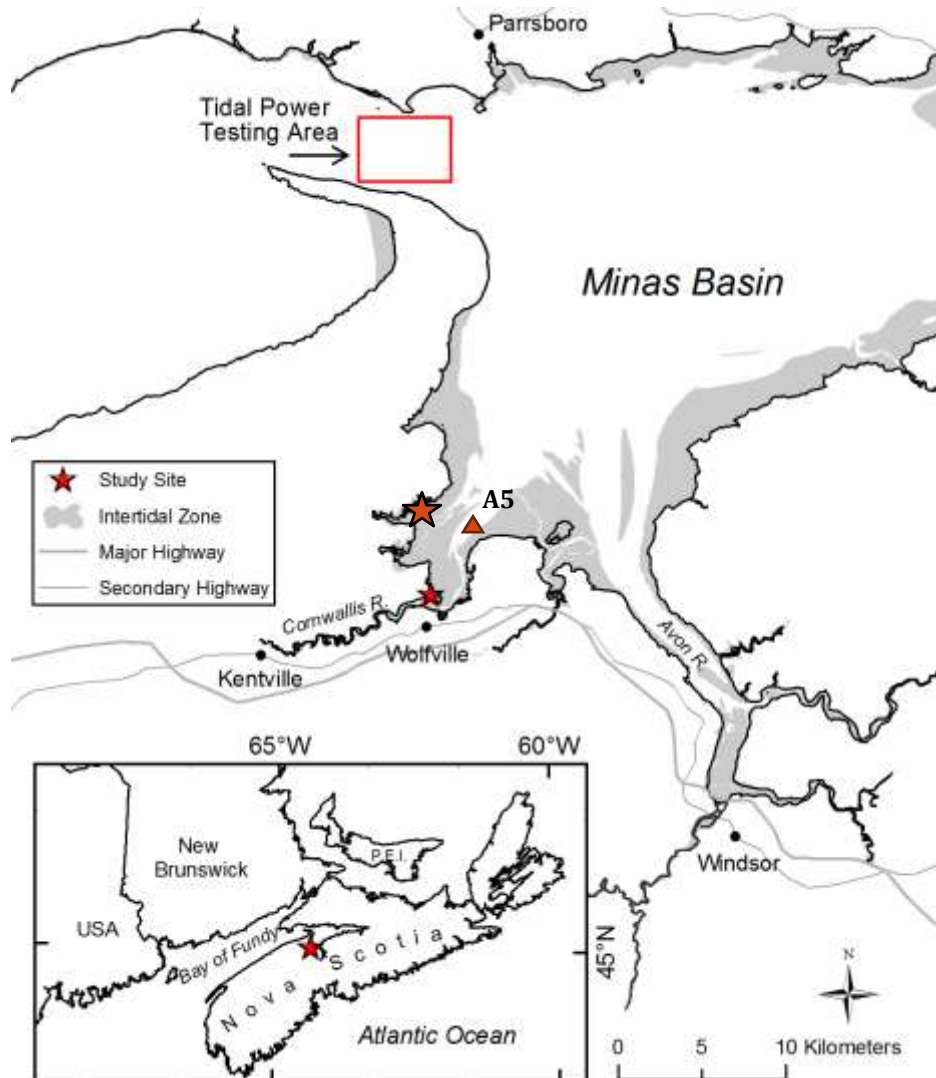 Parrsboro
Tidal Power
Testing Area
Minas Basin
Study Site
Intertidal Zone
Major Highway
Secondary Highway
A5
Cornwallis R.
Wolfville
Kentville
Avon R.
Windsor
65°W
60°W
New
Brunswick
P.E.I.
USA
Bay of Fundy
Nova Scotia
45°N
Atlantic Ocean
N
0 5 10 Kilometers